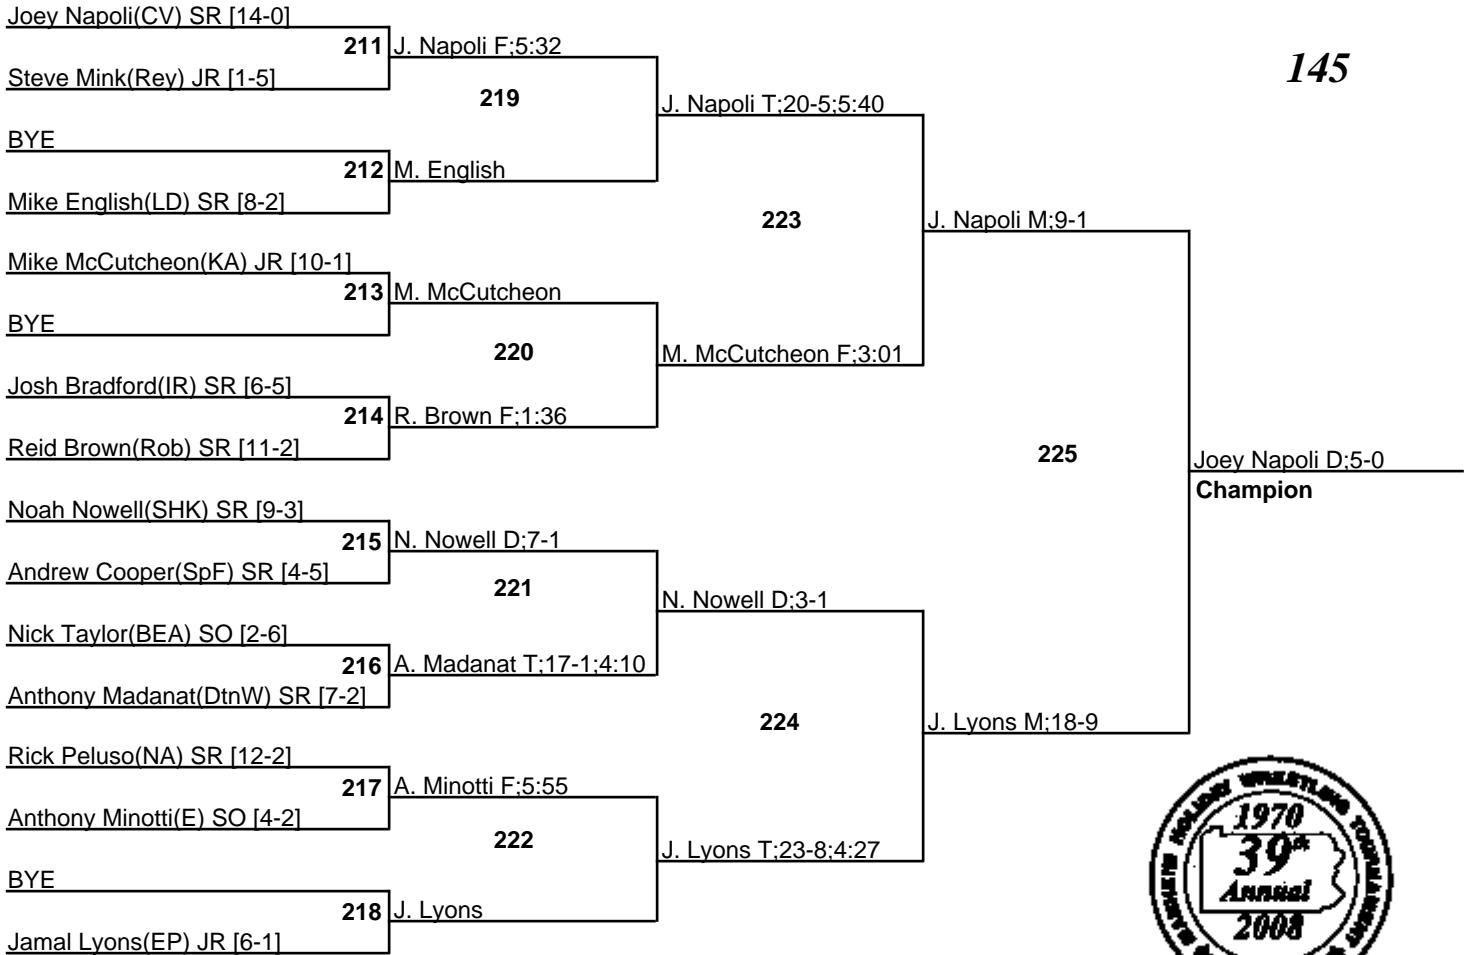 Joey Napoli(CV) SR [14-0]
211 J. Napoli F;5:32
145
Steve Mink(Rey) JR [1-5]
219
J. Napoli T;20-5;5:40
BYE
212 M. English
Mike English(LD) SR [8-2]
223
J. Napoli M;9-1
Mike McCutcheon(KA) JR [10-1]
213 M. McCutcheon
BYE
220
M. McCutcheon F;3:01
Josh Bradford(IR) SR [6-5]
214 R. Brown F;1:36
Reid Brown(Rob) SR [11-2]
225
Joey Napoli D;5-0
Champion
Noah Nowell(SHK) SR [9-3]
215 N. Nowell D;7-1
Andrew Cooper(SpF) SR [4-5]
221
N. Nowell D;3-1
Nick Taylor(BEA) SO [2-6]
216 A. Madanat T;17-1;4:10
Anthony Madanat(DtnW) SR [7-2]
224
J. Lyons M;18-9
Rick Peluso(NA) SR [12-2]
217 A. Minotti F;5:55
Anthony Minotti(E) SO [4-2]
222
J. Lyons T;23-8;4:27
BYE
218 J. Lyons
Jamal Lyons(EP) JR [6-1]
HOLIDAY WRESTLING TOURNAMENT
1970
39th
Annual
2008